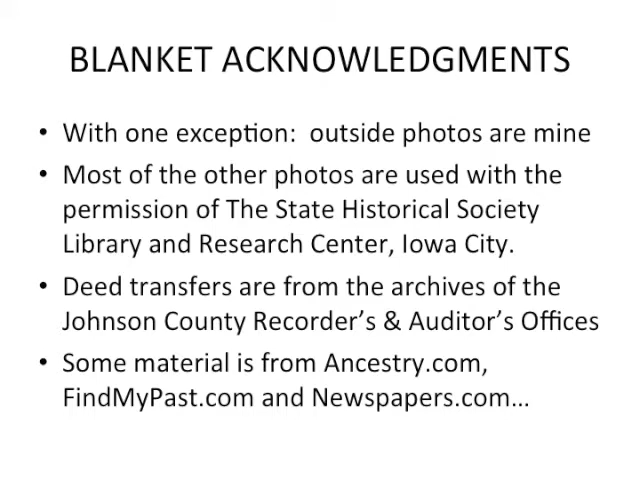 BLANKET ACKNOWLEDGMENTS
• With one exception:  outside photos are mine
• Most of the other photos are used with the
permission of The State Historical Society
Library and Research Center, Iowa City.
• Deed transfers are from the archives of the
Johnson County Recorder’s & Auditor’s Offices
• Some material is from Ancestry.com,
FindMyPast.com and Newspapers.com…